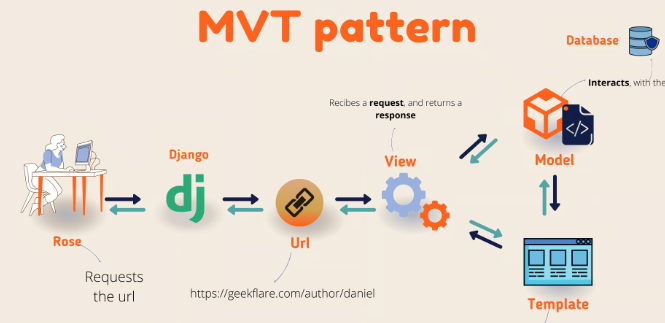 MVT pattern
Database
Interacts, with the
Recibes a request, and returns a
response
Django
View
Model
dj
Rose
Url
Requests
the url
https://geekflare.com/author/daniel
Template